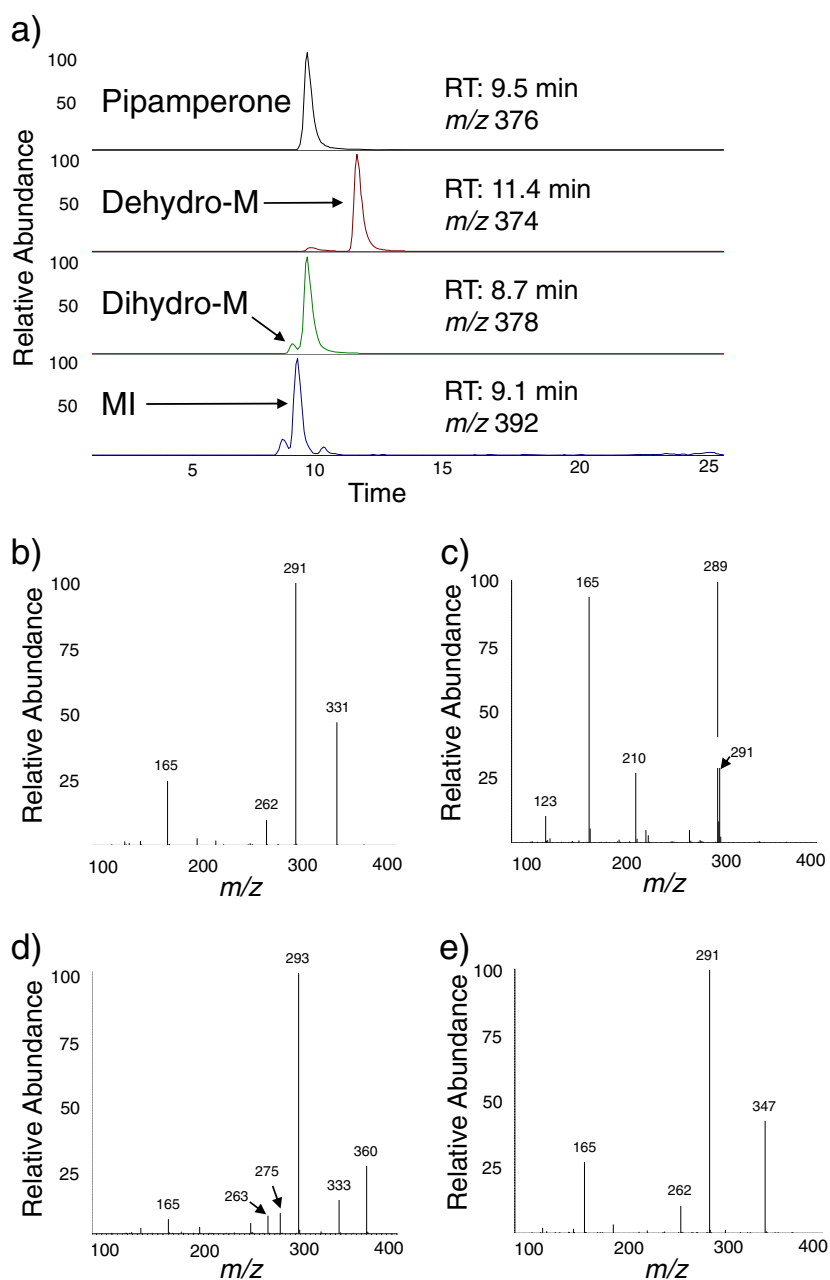 a)
Relative Abundance
100
50
Pipamperone
RT: 9.5 min
m/z 376
100
50
Dehydro-M
RT: 11.4 min
m/z 374
100
50
Dihydro-M
RT: 8.7 min
m/z 378
100
50
MI
RT: 9.1 min
m/z 392
5 10 15 20 25
Time
b)
Relative Abundance
100
75
50
25
291
331
165
262
100 200 300 400
m/z
c)
Relative Abundance
100
75
50
25
289
165
291
210
123
100 200 300 400
m/z
d)
Relative Abundance
100
75
50
25
293
360
333
275
263
165
100 200 300 400
m/z
e)
Relative Abundance
100
75
50
25
291
347
165
262
100 200 300 400
m/z